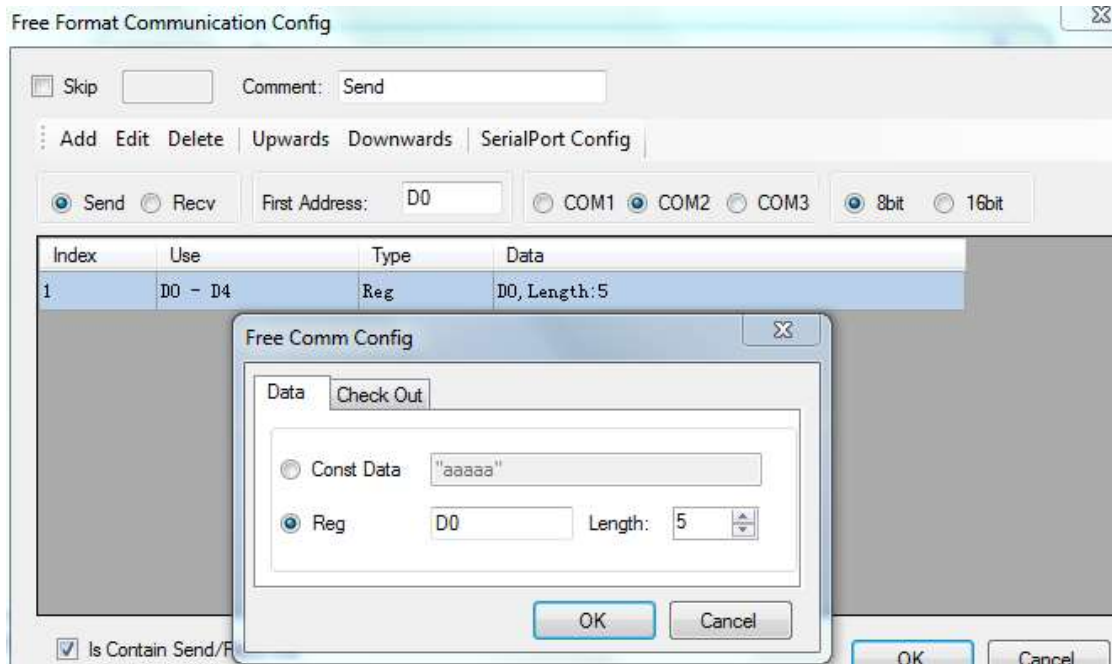 Free Format Communication Config
Skip Comment: Send
Add Edit Delete Upwards Downwards SerialPort Config
Send Recv First Address: D0 COM1 COM2 COM3 8bit 16bit
Index Use Type Data
1 D0 - D4 Reg D0, Length:5
Free Comm Config
Data Check Out
Const Data "aaaaa"
Reg D0 Length: 5
OK Cancel
Is Contain Send/
OK Cancel